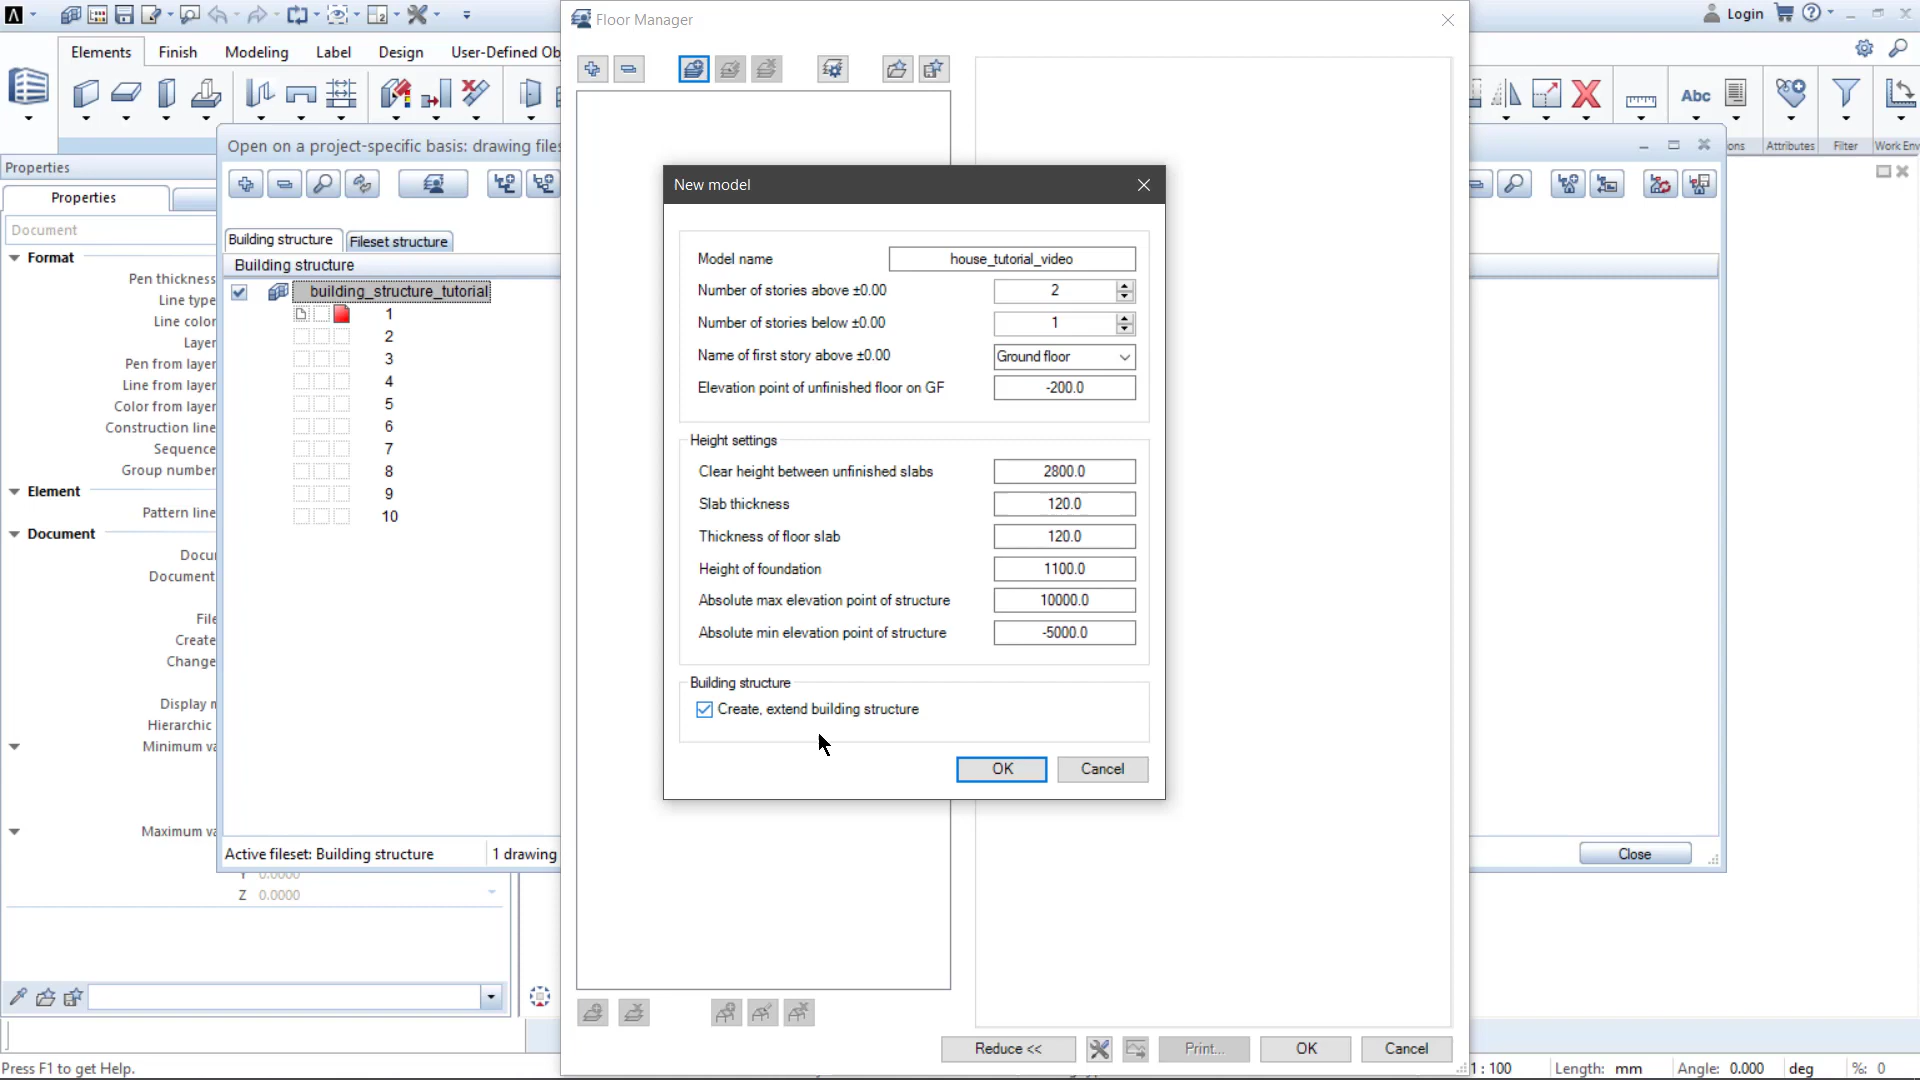 Floor Manager
Login
Elements
Finish
Modeling
Label
Design
User-Defined Ob
Abc
ons
Attributes
Filter
Work Env
Open on a project-specific basis: drawing files
Properties
Properties
Document
Format
Pen thickness
Line type
Line color
Layer
Pen from layer
Line from layer
Color from layer
Construction line
Sequence
Group number
Element
Pattern line
Document
Docu
Document
File
Create
Change
Display m
Hierarchic
Minimum va
Maximum va
Y 0.0000
Z 0.0000
Building structure
Fileset structure
Building structure
building_structure_tutorial
1
2
3
4
5
6
7
8
9
10
Active fileset: Building structure
1 drawing
Close
New model
Model name
house_tutorial_video
Number of stories above ±0.00
2
Number of stories below ±0.00
1
Name of first story above ±0.00
Ground floor
Elevation point of unfinished floor on GF
-200.0
Height settings
Clear height between unfinished slabs
2800.0
Slab thickness
120.0
Thickness of floor slab
120.0
Height of foundation
1100.0
Absolute max elevation point of structure
10000.0
Absolute min elevation point of structure
-5000.0
Building structure
Create, extend building structure
OK
Cancel
Reduce <<
Print...
OK
Cancel
Press F1 to get Help.
1 : 100
Length: mm
Angle: 0.000
deg
%: 0